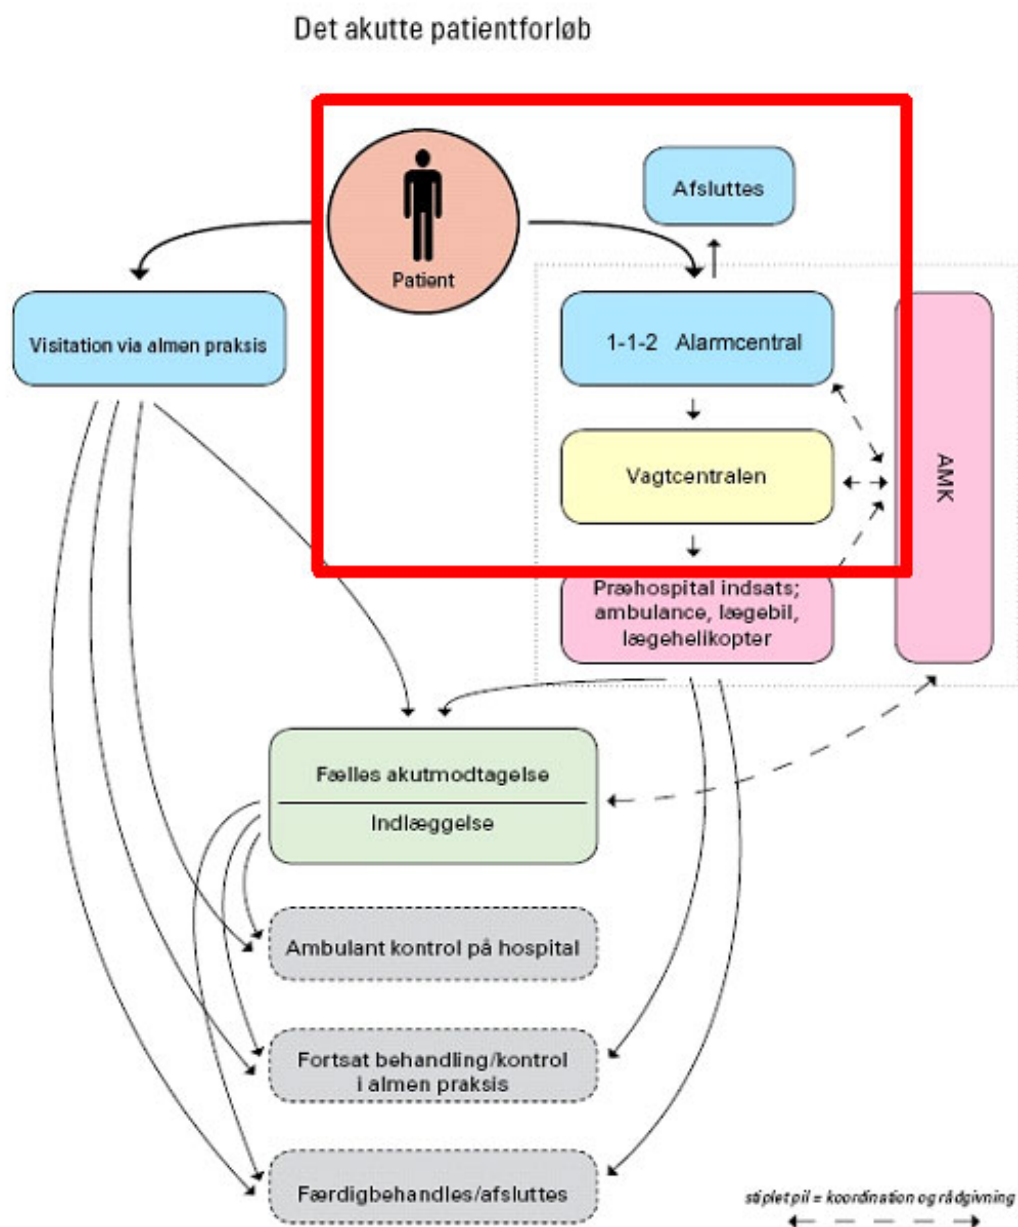 Det akutte patientforløb
Patient
Afsluttes
Visitation via almen praksis
1-1-2 Alarmcentral
Vagtcentralen
AMK
Præhospital indsats;
ambulance, lægebil,
lægehelikopter
Fælles akutmodtagelse
Indlæggelse
Ambulant kontrol på hospital
Fortsat behandling/kontrol
i almen praksis
Færdigbehandles/afsluttes
stiplet pil = koordination og rådgivning